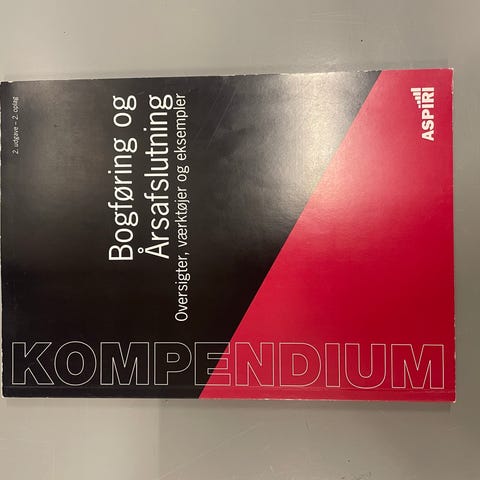 2. udgave – 2. oplag
Bogføring og
Årsafslutning
Oversigter, værktøjer og eksempler
ASPIRI
KOMPENDIUM